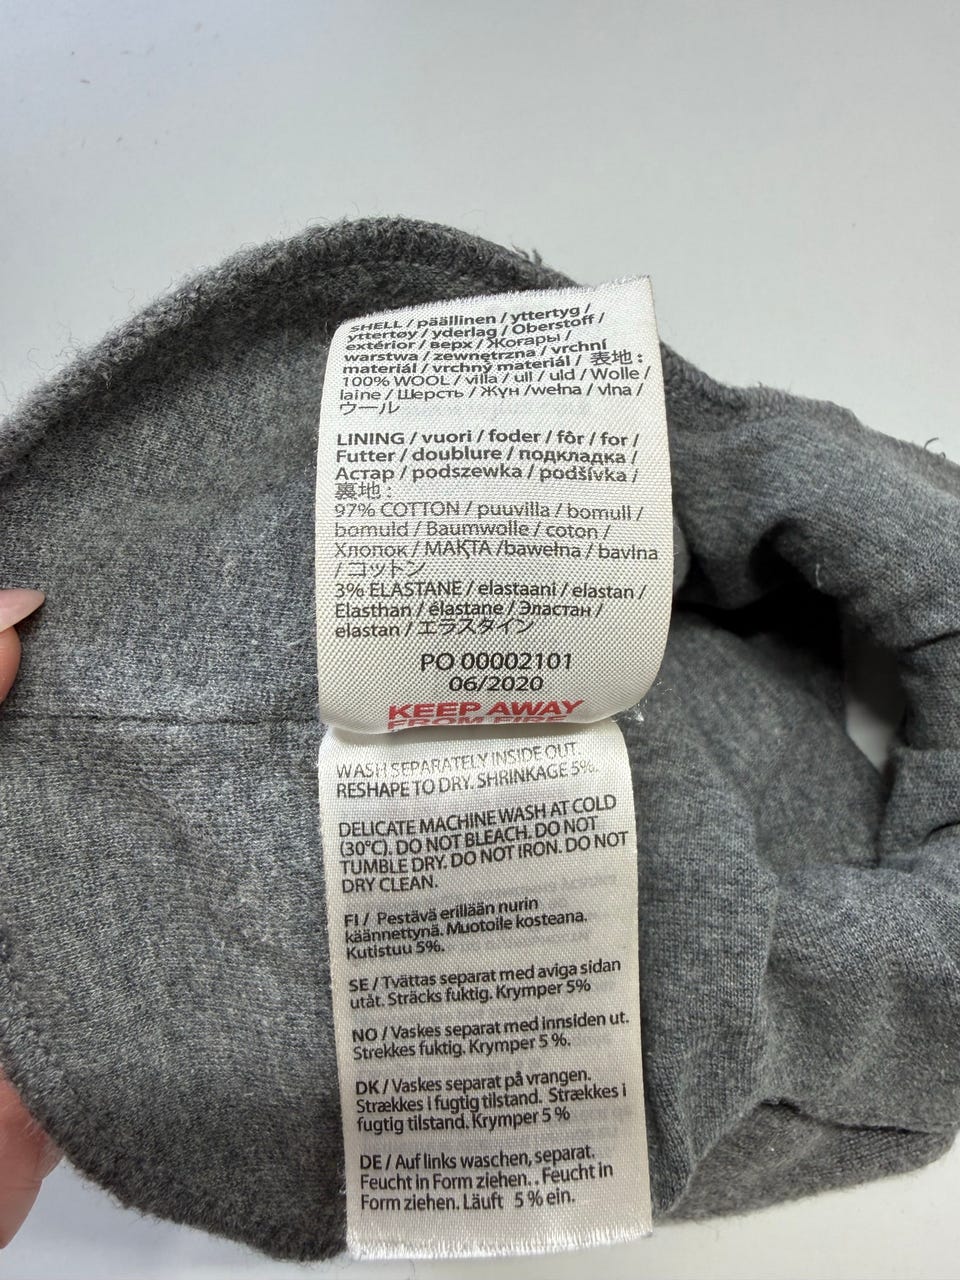 SHELL / päällinen / yttertyg /
yttertøy / yderlag / Oberstoff /
extérior / верх / Жоғары /
warstwa / zewnętrzna / vrchní
materiál / vrchný materiál / 表地 :
100% WOOL / villa / ull / uld / Wolle /
laine / Шерсть / Жүн /wełna / vlna /
ウール
LINING / vuori / foder / fôr / for /
Futter / doublure / подкладка /
Астар / podszewka / podšívka /
裏地 :
97% COTTON / puuvilla / bomull /
bomuld / Baumwolle / coton /
Хлопок / МАҚТА /bawełna / bavlna
/ コットン
3% ELASTANE / elastaani / elastan /
Elasthan / élastane / Эластан /
elastan / エラスタイン
PO 00002101
06/2020
KEEP AWAY
FROM FIRE
WASH SEPARATELY INSIDE OUT.
RESHAPE TO DRY. SHRINKAGE 5%.
DELICATE MACHINE WASH AT COLD
(30°C). DO NOT BLEACH. DO NOT
TUMBLE DRY. DO NOT IRON. DO NOT
DRY CLEAN.
FI / Pestävä erillään nurin
käännettynä. Muotoile kosteana.
Kutistuu 5%.
SE / Tvättas separat med aviga sidan
utåt. Sträcks fuktig. Krymper 5%
NO / Vaskes separat med innsiden ut.
Strekkes fuktig. Krymper 5 %.
DK / Vaskes separat på vrangen.
Strækkes i fugtig tilstand. Strækkes i
fugtig tilstand. Krymper 5 %
DE / Auf links waschen, separat.
Feucht in Form ziehen. . Feucht in
Form ziehen. Läuft 5 % ein.